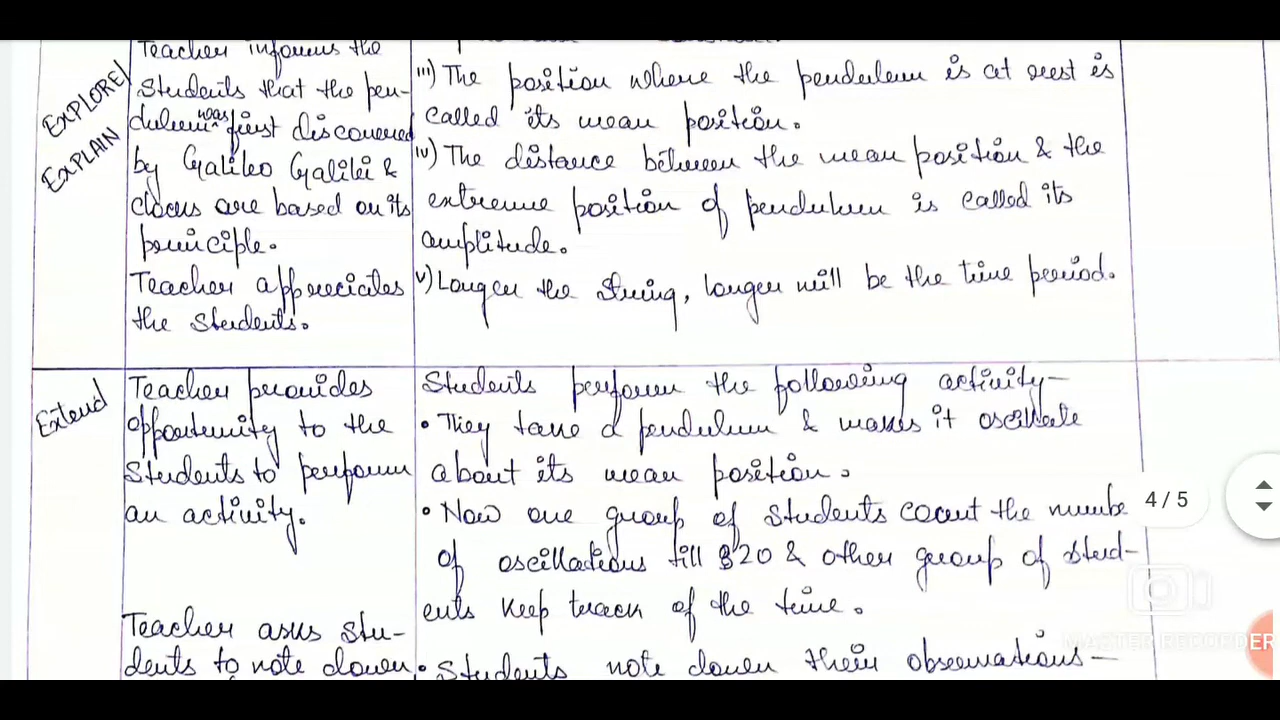 EXPLORE/
EXPLAIN
Teacher informs the
Students that the pen-
dulum was first discovered
by Galileo Galilei &
clocks are based on its
principle.
Teacher appreciates
the students.
iii) The position where the pendulum is at rest is
called its mean position.
iv) The distance between the mean position & the
extreme position of pendulum is called its
amplitude.
v) Longer the string, longer will be the time period.
Extend
Teacher provides
opportunity to the
Students to perform
an activity.
Teacher asks stu-
dents to note down
Students perform the following activity-
• They take a pendulum & makes it oscillate
about its mean position.
• Now one group of students count the numbe
of oscillations till 20 & other group of stud-
ents keep track of the time.
• Students note down their observations-
4 / 5
MASTER RECORDER